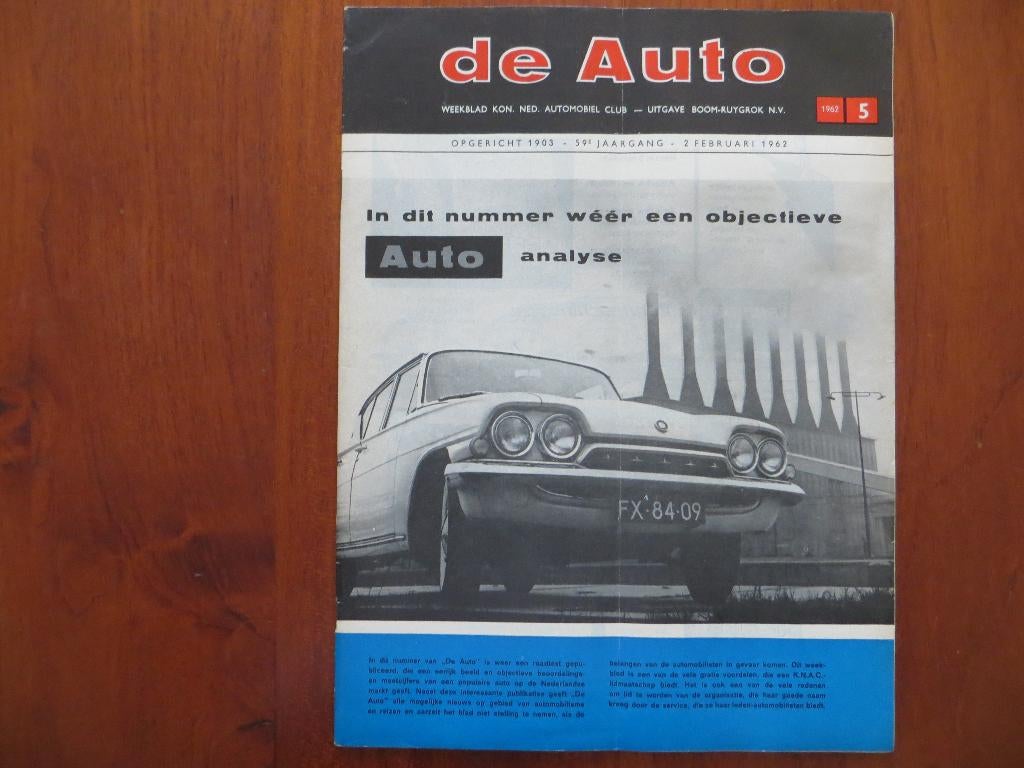 de Auto
WEEKBLAD KON. NED. AUTOMOBIEL CLUB — UITGAVE BOOM-RUYGROK N.V.
1962 5
OPGERICHT 1903 - 59e JAARGANG - 2 FEBRUARI 1962
In dit nummer wéér een objectieve
Auto analyse
FX-84-09
In dit nummer van „De Auto" is weer een roadtest gepu-
bliceerd, die een eerlijk beeld en objectieve beoordelings-
en meetcijfers van een populaire auto op de Nederlandse
markt geeft. Naast deze interessante publikatie geeft „De
Auto" alle mogelijke nieuws op gebied van automobilisme
en reizen en aarzelt het blad niet stelling te nemen, als de
belangen van de automobilisten in gevaar komen. Dit week-
blad is een van de vele gratis voordelen, die een K.N.A.C.-
lidmaatschap biedt. Het is ook een van de vele redenen
om lid te worden van de organisatie, die haar goede naam
kreeg door de service, die ze haar leden-automobilisten biedt.